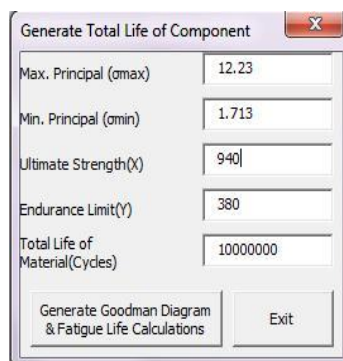 Generate Total Life of Component
X
Max. Principal (σmax) 12.23
Min. Principal (σmin) 1.713
Ultimate Strength(X) 940
Endurance Limit(Y) 380
Total Life of
Material(Cycles) 10000000
Generate Goodman Diagram
& Fatigue Life Calculations
Exit